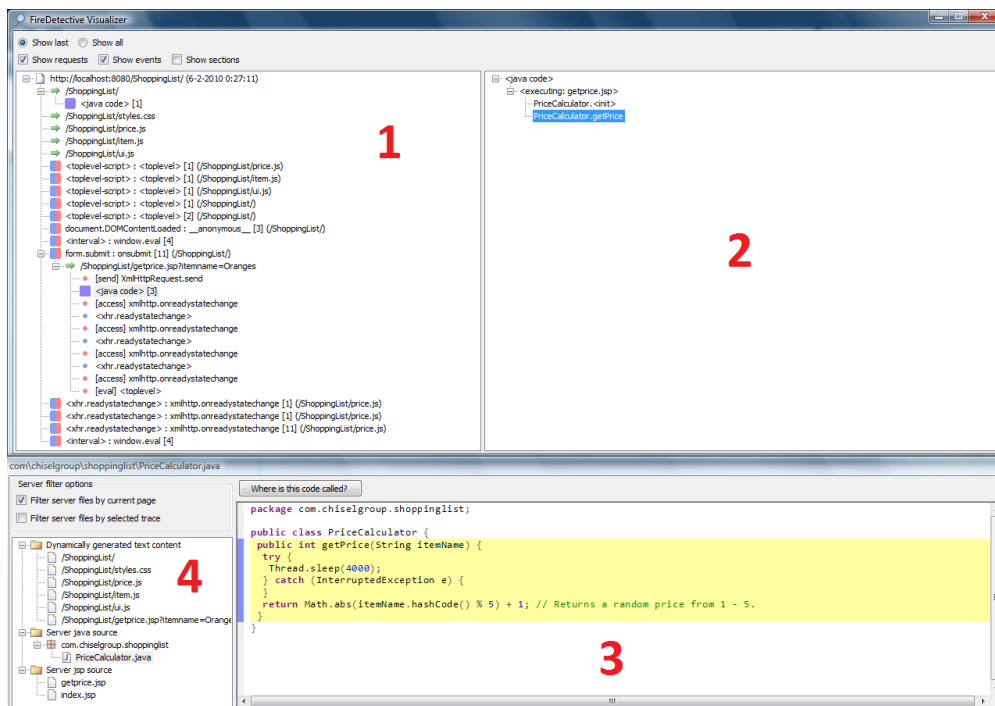 FireDetective Visualizer
Show last Show all
Show requests Show events Show sections
http://localhost:8080/ShoppingList/ (6-2-2010 0:27:11)
/ShoppingList/
<java code> [1]
/ShoppingList/styles.css
/ShoppingList/price.js
/ShoppingList/item.js
/ShoppingList/ui.js
<toplevel-script> : <toplevel> [1] (/ShoppingList/price.js)
<toplevel-script> : <toplevel> [1] (/ShoppingList/item.js)
<toplevel-script> : <toplevel> [1] (/ShoppingList/ui.js)
<toplevel-script> : <toplevel> [1] (/ShoppingList/)
<toplevel-script> : <toplevel> [2] (/ShoppingList/)
document.DOMContentLoaded : __anonymous__ [3] (/ShoppingList/)
<interval> : window.eval [4]
form.submit : onsubmit [11] (/ShoppingList/)
/ShoppingList/getprice.jsp?itemname=Oranges
[send] XmlHttpRequest.send
<java code> [3]
[access] xmlhttp.onreadystatechange
<xhr.readystatechange>
[access] xmlhttp.onreadystatechange
<xhr.readystatechange>
[access] xmlhttp.onreadystatechange
<xhr.readystatechange>
[access] xmlhttp.onreadystatechange
[eval] <toplevel>
<xhr.readystatechange> : xmlhttp.onreadystatechange [1] (/ShoppingList/price.js)
<xhr.readystatechange> : xmlhttp.onreadystatechange [1] (/ShoppingList/price.js)
<xhr.readystatechange> : xmlhttp.onreadystatechange [11] (/ShoppingList/price.js)
<interval> : window.eval [4]
1
<java code>
<executing: getprice.jsp>
PriceCalculator.<init>
PriceCalculator.getPrice
2
com\chiselgroup\shoppinglist\PriceCalculator.java
Server filter options
Filter server files by current page
Filter server files by selected trace
Dynamically generated text content
/ShoppingList/
/ShoppingList/styles.css
/ShoppingList/price.js
/ShoppingList/item.js
/ShoppingList/ui.js
/ShoppingList/getprice.jsp?itemname=Orange
Server java source
com.chiselgroup.shoppinglist
PriceCalculator.java
Server jsp source
getprice.jsp
index.jsp
4
Where is this code called?
package com.chiselgroup.shoppinglist;
public class PriceCalculator {
public int getPrice(String itemName) {
try {
Thread.sleep(4000);
} catch (InterruptedException e) {
}
return Math.abs(itemName.hashCode() % 5) + 1; // Returns a random price from 1 - 5.
}
}
3